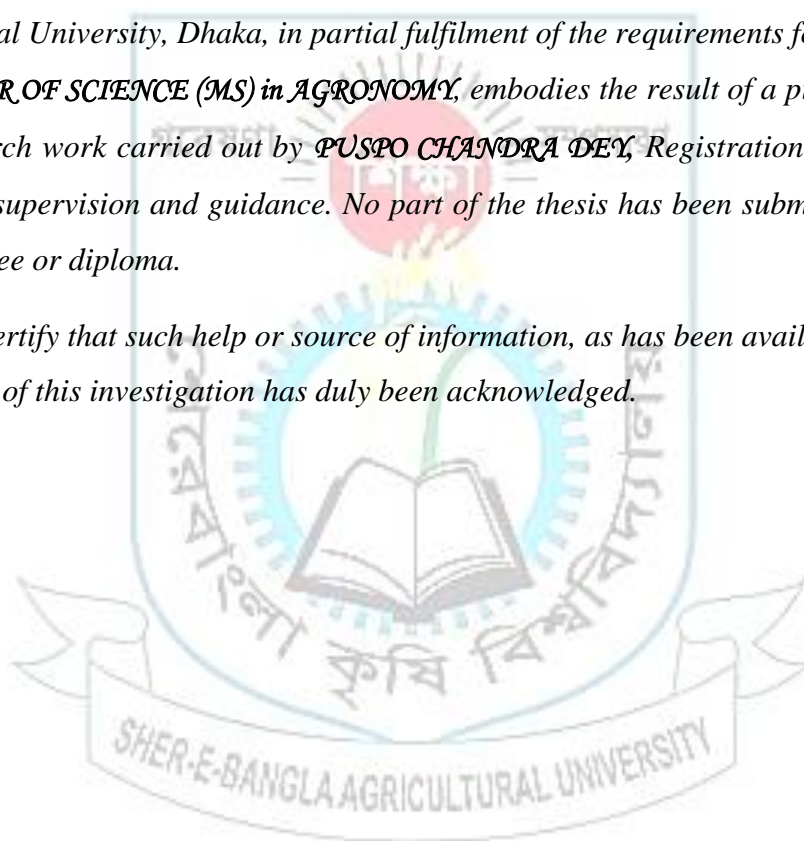 al University, Dhaka, in partial fulfilment of the requirements fo
R OF SCIENCE (MS) in AGRONOMY, embodies the result of a pi
rch work carried out by PUSPO CHANDRA DEY, Registration
supervision and guidance. No part of the thesis has been subm
ee or diploma.
ertify that such help or source of information, as has been avail
of this investigation has duly been acknowledged.
শিক্ষা
শেরেবাংলা কৃষি বিশ্ববিদ্যালয়
SHER-E-BANGLA AGRICULTURAL UNIVERSITY